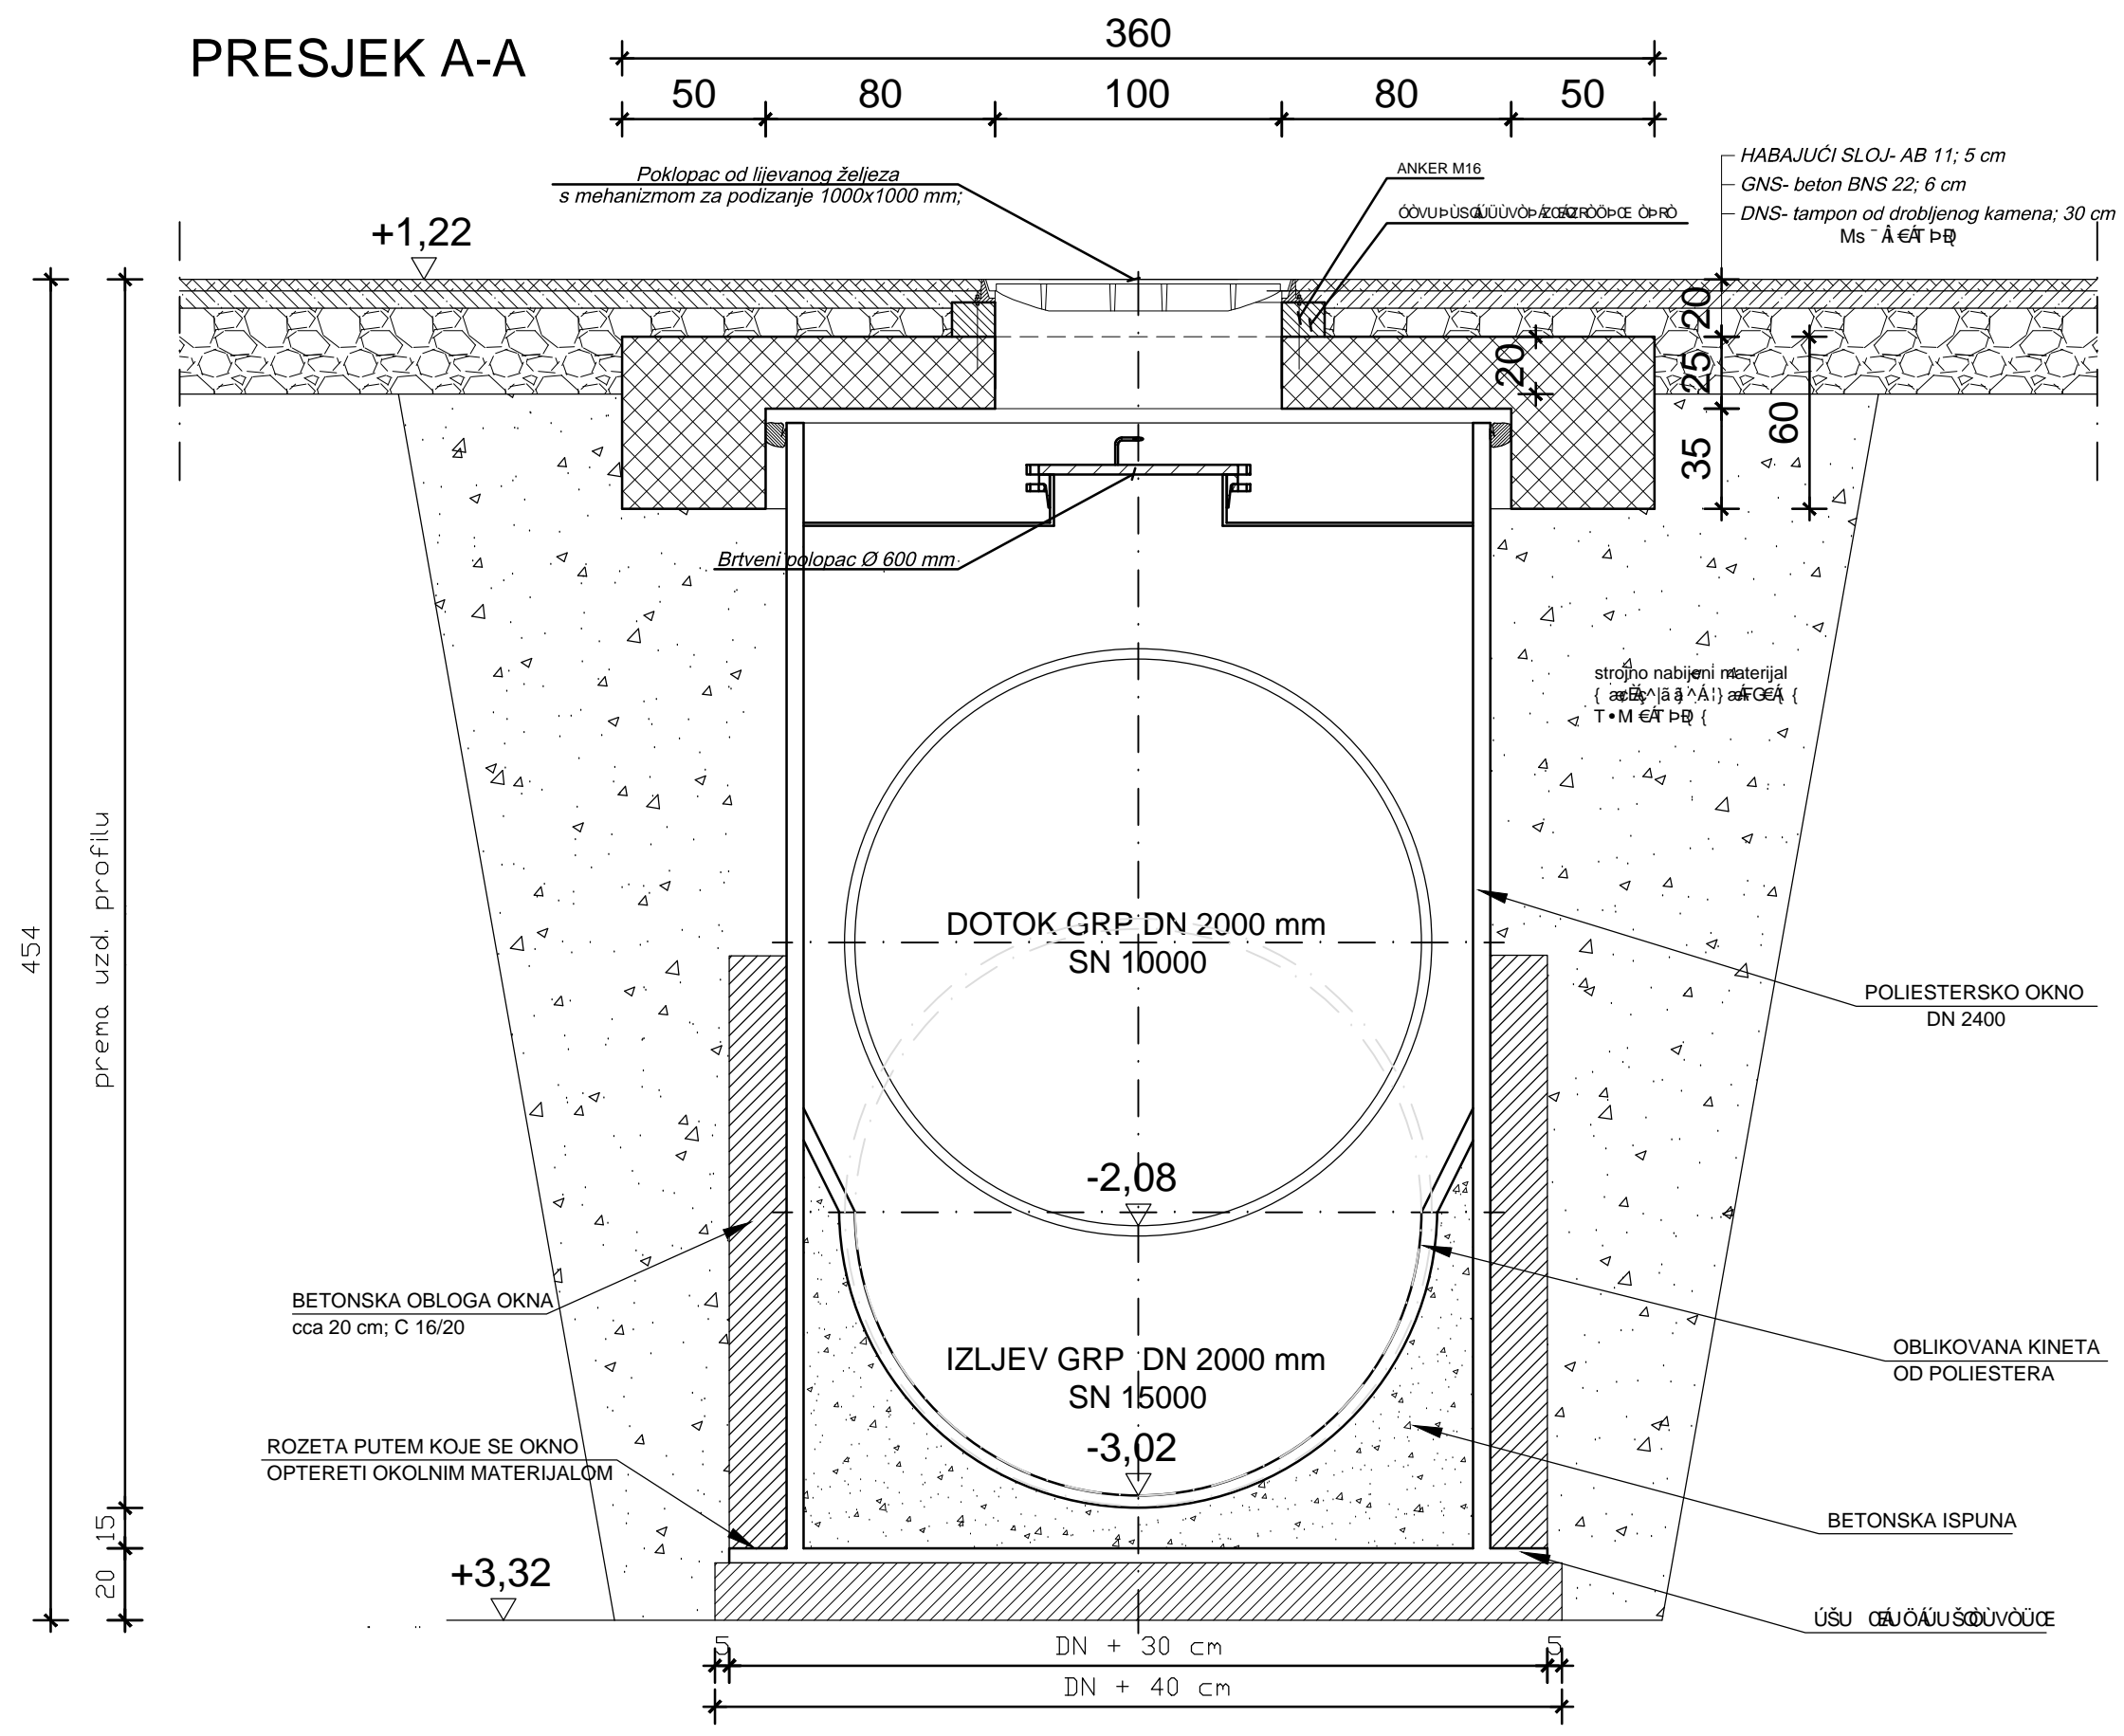 PRESJEK A-A
360
50 80 100 80 50
Poklopac od lijevanog željeza
s mehanizmom za podizanje 1000x1000 mm;
ANKER M16
HABAJUĆI SLOJ- AB 11; 5 cm
GNS- beton BNS 22; 6 cm
DNS- tampon od drobljenog kamena; 30 cm
+1,22
20
20
25
35
60
Brtveni polopac Ø 600 mm
strojno nabijeni materijal
454
prema uzd. profilu
DOTOK GRP DN 2000 mm
SN 10000
POLIESTERSKO OKNO
DN 2400
-2,08
BETONSKA OBLOGA OKNA
cca 20 cm; C 16/20
IZLJEV GRP DN 2000 mm
SN 15000
OBLIKOVANA KINETA
OD POLIESTERA
-3,02
ROZETA PUTEM KOJE SE OKNO
OPTERETI OKOLNIM MATERIJALOM
BETONSKA ISPUNA
15
20
+3,32
5 DN + 30 cm 5
DN + 40 cm